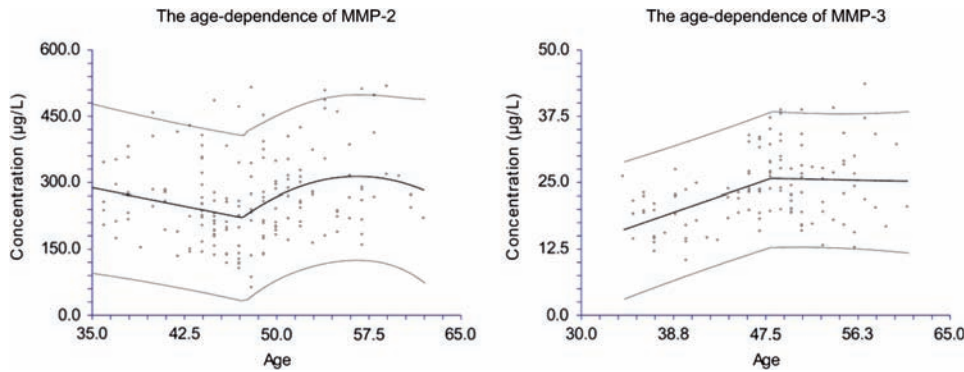 The age-dependence of MMP-2
600.0
450.0
300.0
150.0
0.0
Concentration (µg/L)
35.0 42.5 50.0 57.5 65.0
Age
The age-dependence of MMP-3
50.0
37.5
25.0
12.5
0.0
Concentration (µg/L)
30.0 38.8 47.5 56.3 65.0
Age